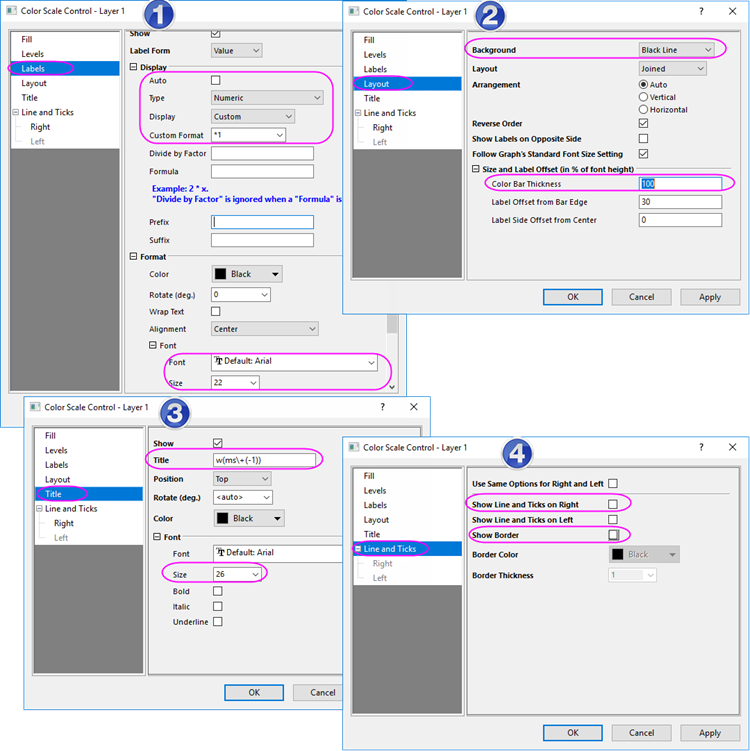 Color Scale Control - Layer 1
1
Fill
Levels
Labels
Layout
Title
Line and Ticks
Right
Left
Show
Label Form Value
Display
Auto
Type Numeric
Display Custom
Custom Format *1
Divide by Factor
Formula
Example: 2 * x.
"Divide by Factor" is ignored when a "Formula" is
Prefix
Suffix
Format
Color Black
Rotate (deg.) 0
Wrap Text
Alignment Center
Font
Font Default: Arial
Size 22
Color Scale Control - Layer 1 ?
2
Fill
Levels
Labels
Layout
Title
Line and Ticks
Right
Left
Background Black Line
Layout Joined
Arrangement Auto
Vertical
Horizontal
Reverse Order
Show Labels on Opposite Side
Follow Graph's Standard Font Size Setting
Size and Label Offset (in % of font height)
Color Bar Thickness 100
Label Offset from Bar Edge 30
Label Side Offset from Center 0
OK Cancel Apply
Color Scale Control - Layer 1 ?
3
Fill
Levels
Labels
Layout
Title
Line and Ticks
Right
Left
Show
Title w(ms\+(-1))
Position Top
Rotate (deg.) <auto>
Color Black
Font
Font Default: Arial
Size 26
Bold
Italic
Underline
OK Cancel
Color Scale Control - Layer 1 ?
4
Fill
Levels
Labels
Layout
Title
Line and Ticks
Right
Left
Use Same Options for Right and Left
Show Line and Ticks on Right
Show Line and Ticks on Left
Show Border
Border Color Black
Border Thickness 1
OK Cancel Apply